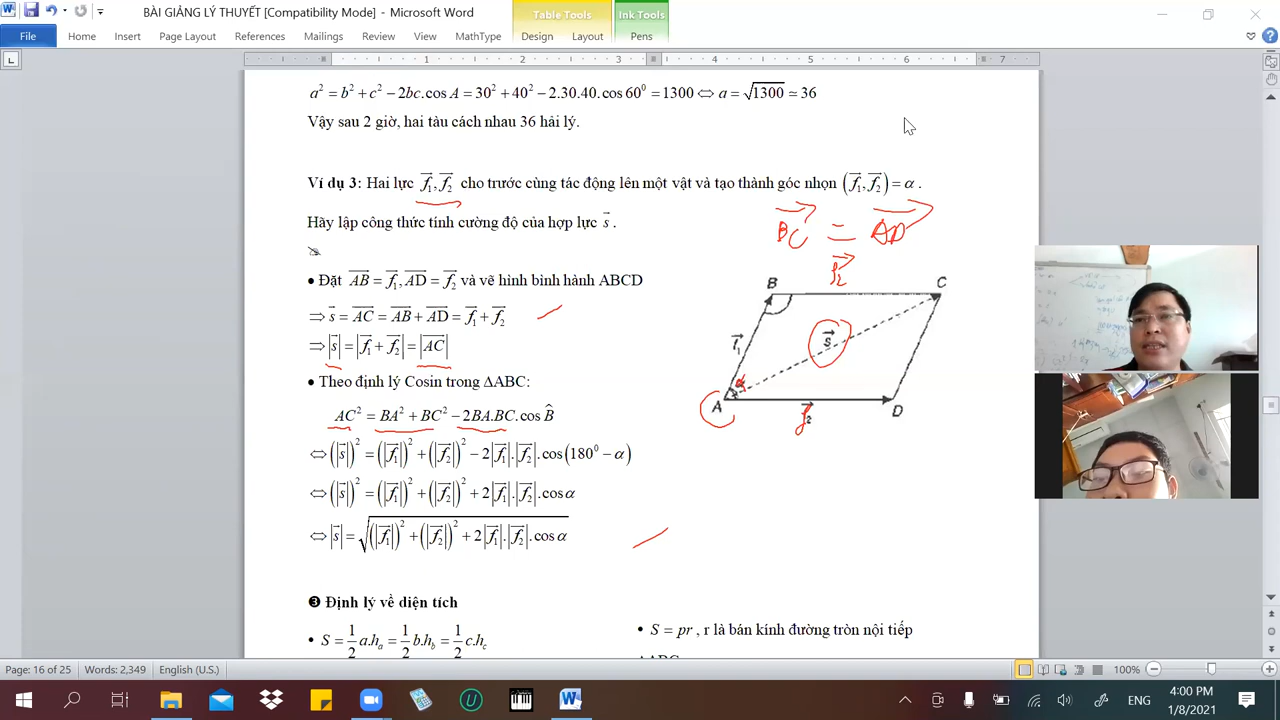 BÀI GIẢNG LÝ THUYẾT [Compatibility Mode] - Microsoft Word
Table Tools
Ink Tools
File Home Insert Page Layout References Mailings Review View MathType Design Layout Pens
1 2 3 4 5 6 7
a² = b² + c² − 2bc.cos A = 30² + 40² − 2.30.40.cos 60⁰ = 1300 ⇔ a = √1300 ≃ 36
Vậy sau 2 giờ, hai tàu cách nhau 36 hải lý.
Ví dụ 3: Hai lực f₁⃗, f₂⃗ cho trước cùng tác động lên một vật và tạo thành góc nhọn (f₁⃗, f₂⃗) = α .
BC⃗ = AD⃗
Hãy lập công thức tính cường độ của hợp lực s⃗ .
f₂⃗
• Đặt AB⃗ = f₁⃗, AD⃗ = f₂⃗ và vẽ hình bình hành ABCD
B C
⇒ s⃗ = AC⃗ = AB⃗ + AD⃗ = f₁⃗ + f₂⃗
f₁⃗ s⃗
⇒ |s⃗| = |f₁⃗ + f₂⃗| = |AC⃗|
• Theo định lý Cosin trong ΔABC:
α
A D
f₂
AC² = BA² + BC² − 2BA.BC.cos B̂
⇔ (|s⃗|)² = (|f₁⃗|)² + (|f₂⃗|)² − 2|f₁⃗|.|f₂⃗|.cos(180⁰ − α)
⇔ (|s⃗|)² = (|f₁⃗|)² + (|f₂⃗|)² + 2|f₁⃗|.|f₂⃗|.cos α
⇔ |s⃗| = √((|f₁⃗|)² + (|f₂⃗|)² + 2|f₁⃗|.|f₂⃗|.cos α)
❸ Định lý về diện tích
• S = ½a.hₐ = ½b.h_b = ½c.h_c
• S = pr , r là bán kính đường tròn nội tiếp
ΔABC
Page: 16 of 25 Words: 2,349 English (U.S.) 100%
ENG 4:00 PM
1/8/2021